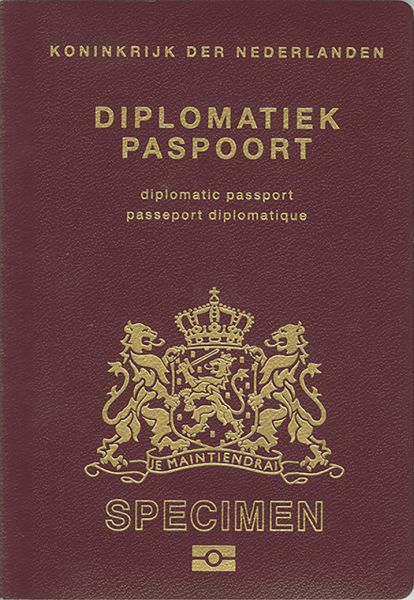 KONINKRIJK DER NEDERLANDEN
DIPLOMATIEK
PASPOORT
diplomatic passport
passeport diplomatique
JE MAINTIENDRAI
SPECIMEN